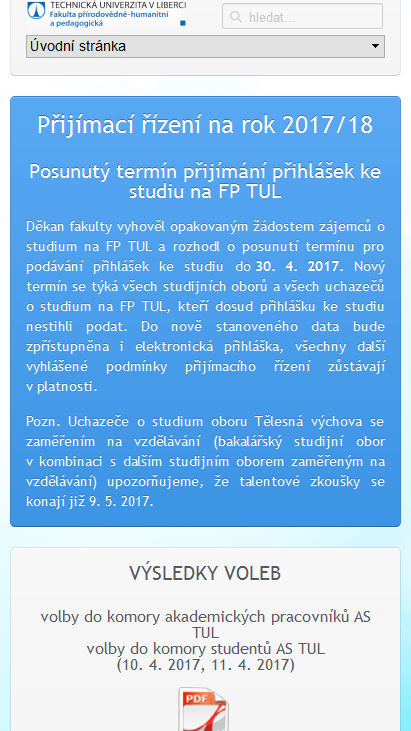 TECHNICKÁ UNIVERZITA V LIBERCI
Fakulta přírodovědně-humanitní
a pedagogická
hledat...
Úvodní stránka
Přijímací řízení na rok 2017/18
Posunutý termín přijímání přihlášek ke
studiu na FP TUL
Děkan fakulty vyhověl opakovaným žádostem zájemců o
studium na FP TUL a rozhodl o posunutí termínu pro
podávání přihlášek ke studiu do 30. 4. 2017. Nový
termín se týká všech studijních oborů a všech uchazečů
o studium na FP TUL, kteří dosud přihlášku ke studiu
nestihli podat. Do nově stanoveného data bude
zpřístupněna i elektronická přihláška, všechny další
vyhlášené podmínky přijímacího řízení zůstávají
v platnosti.
Pozn. Uchazeče o studium oboru Tělesná výchova se
zaměřením na vzdělávání (bakalářský studijní obor
v kombinaci s dalším studijním oborem zaměřeným na
vzdělávání) upozorňujeme, že talentové zkoušky se
konají již 9. 5. 2017.
VÝSLEDKY VOLEB
volby do komory akademických pracovníků AS
TUL
volby do komory studentů AS TUL
(10. 4. 2017, 11. 4. 2017)
PDF